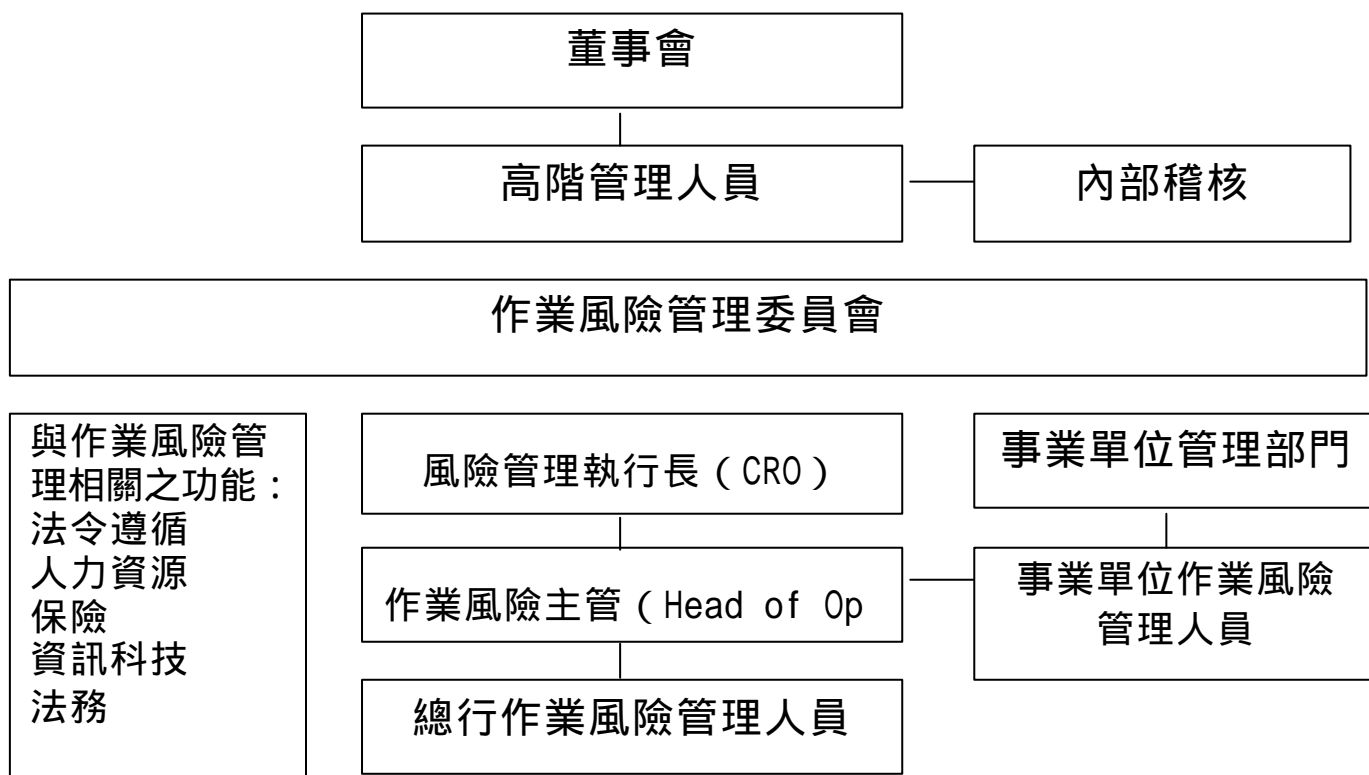 董事會
高階管理人員
內部稽核
作業風險管理委員會
與作業風險管
理相關之功能：
法令遵循
人力資源
保險
資訊科技
法務
風險管理執行長（CRO）
作業風險主管（Head of Op
總行作業風險管理人員
事業單位管理部門
事業單位作業風險
管理人員